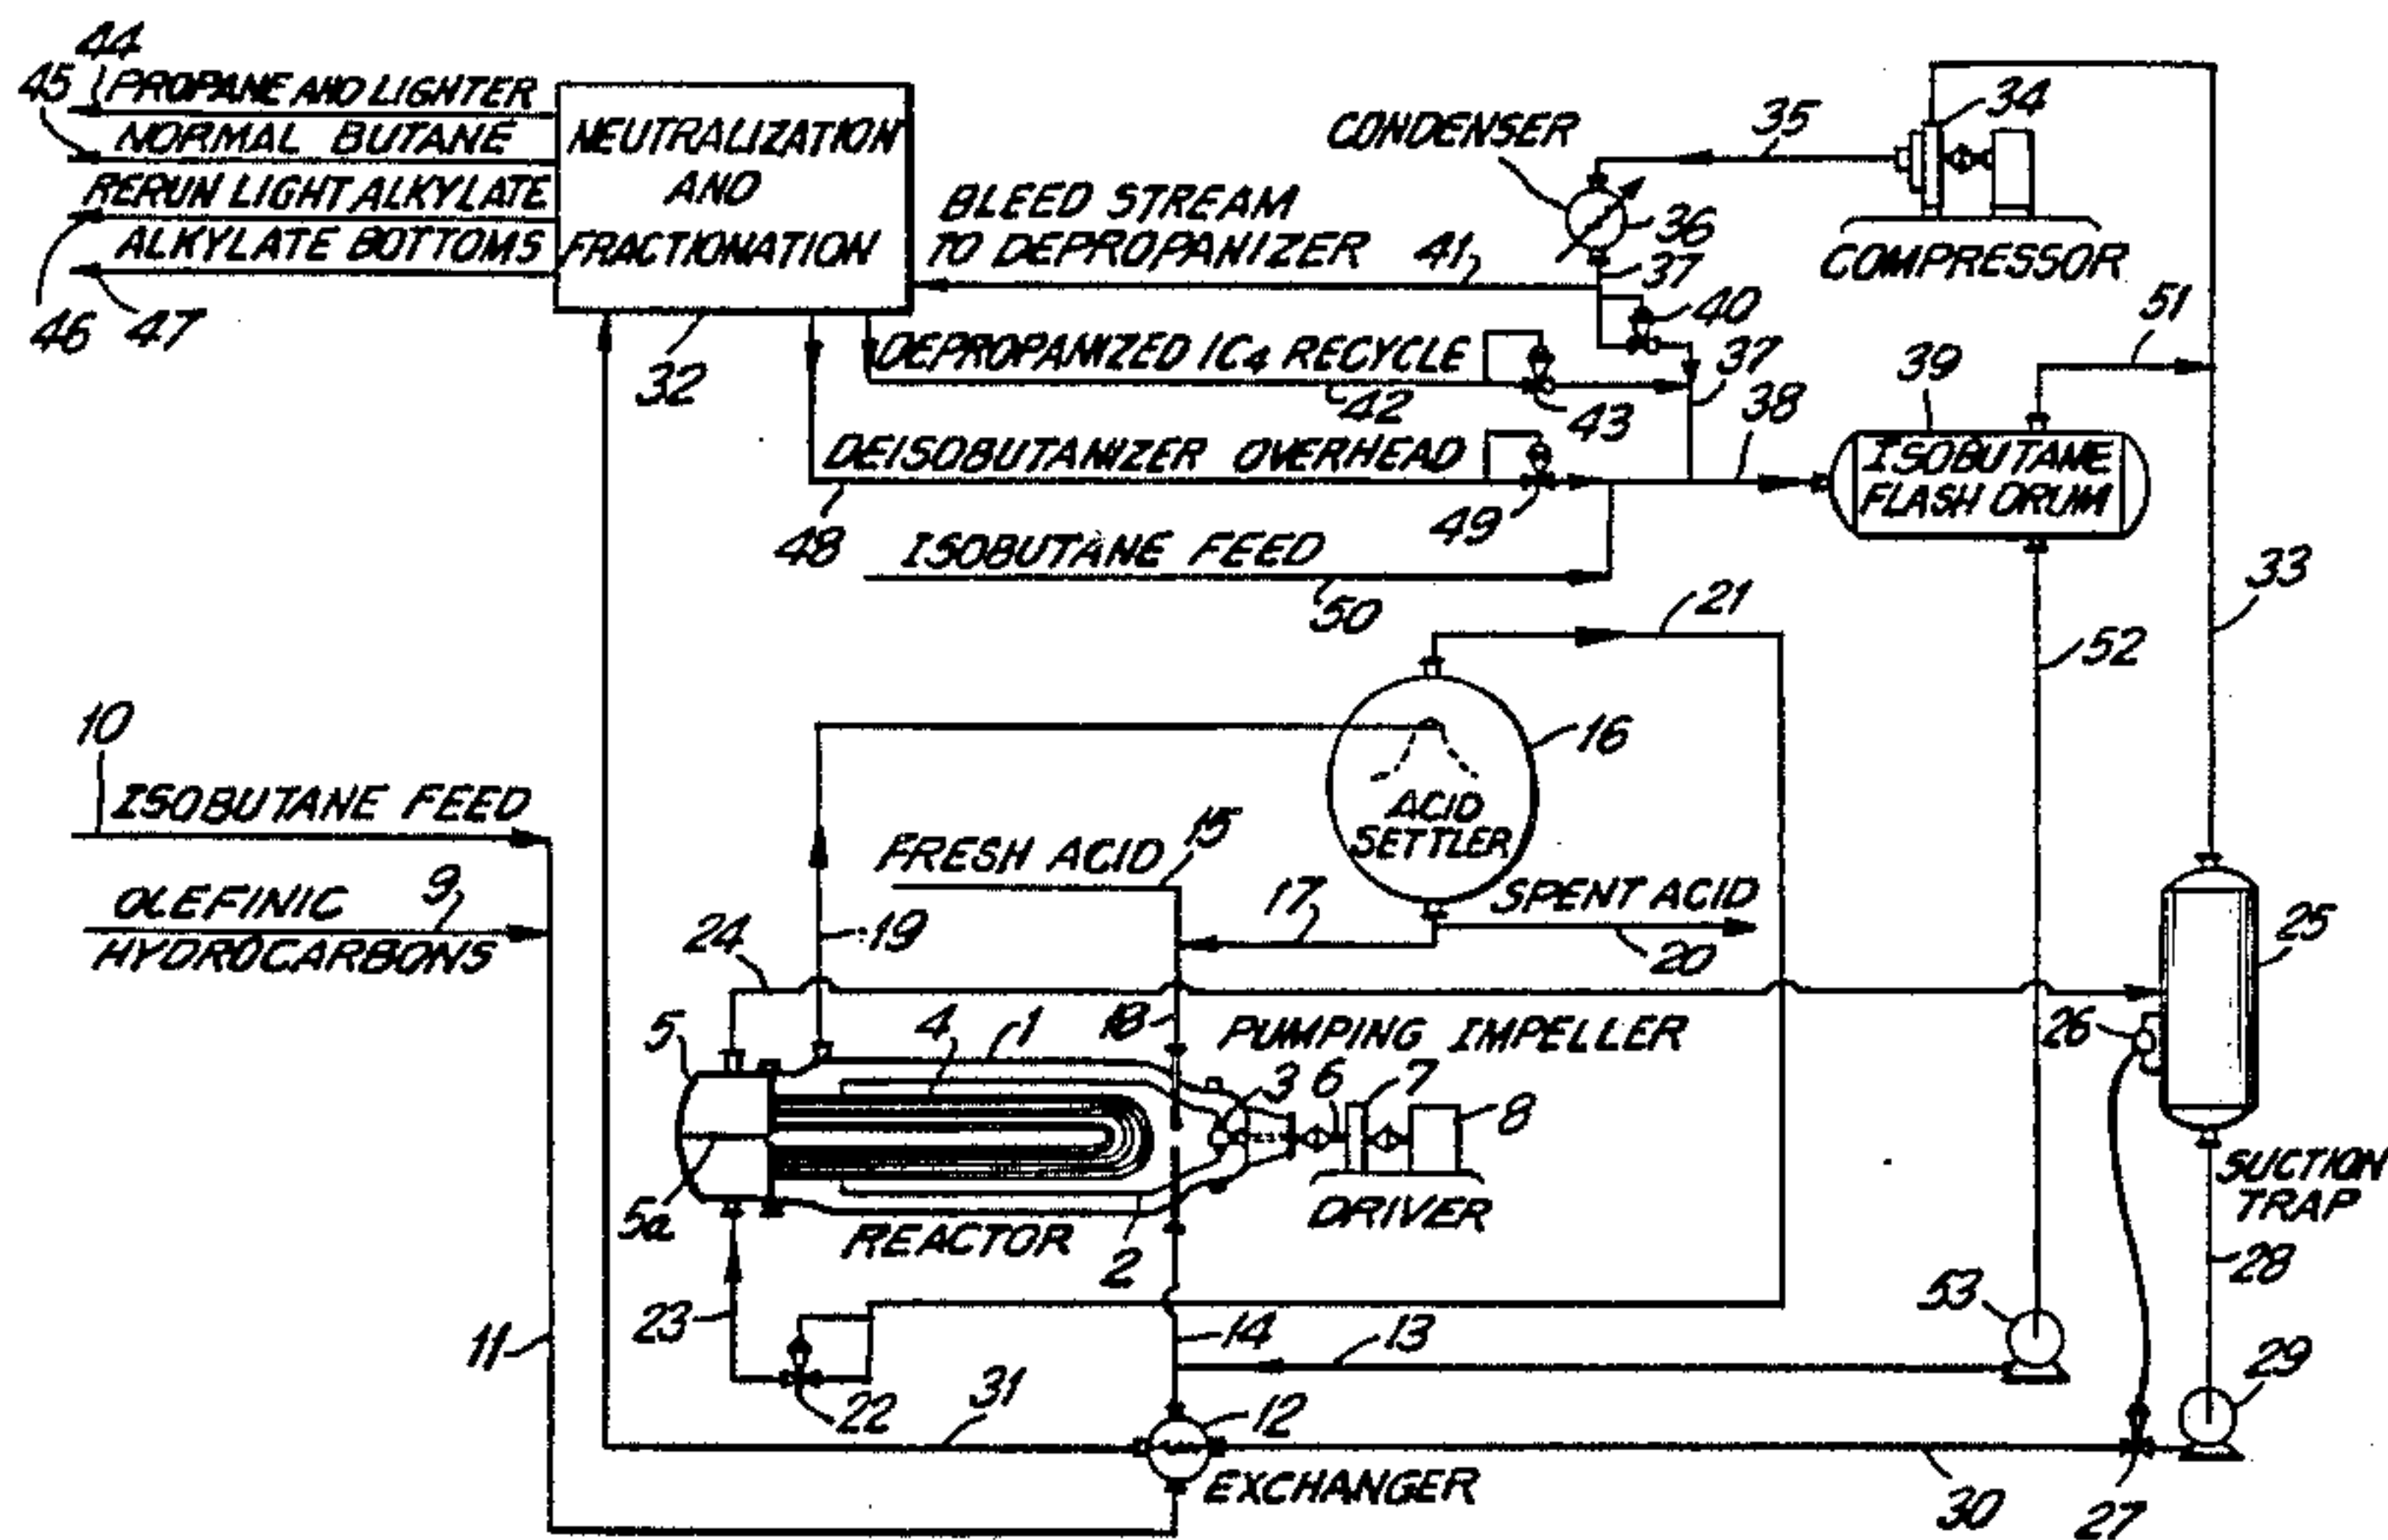 44
45
PROPANE AND LIGHTER
NORMAL BUTANE
RERUN LIGHT ALKYLATE
ALKYLATE BOTTOMS
46
47
NEUTRALIZATION
AND
FRACTIONATION
32
BLEED STREAM
TO DEPROPANIZER
41
CONDENSER
35
36
37
34
COMPRESSOR
40
DEPROPANIZED IC4 RECYCLE
42
43
37
38
39
51
DEISOBUTANIZER OVERHEAD
48
49
ISOBUTANE
FLASH DRUM
ISOBUTANE FEED
50
33
52
21
16
ACID
SETTLER
10
ISOBUTANE FEED
OLEFINIC
9
HYDROCARBONS
FRESH ACID
15
17
SPENT ACID
20
19
24
18
25
26
5
4
1
PUMPING IMPELLER
3
6
7
8
DRIVER
5a
REACTOR
2
SUCTION
TRAP
28
23
22
11
31
14
13
53
29
12
EXCHANGER
30
27